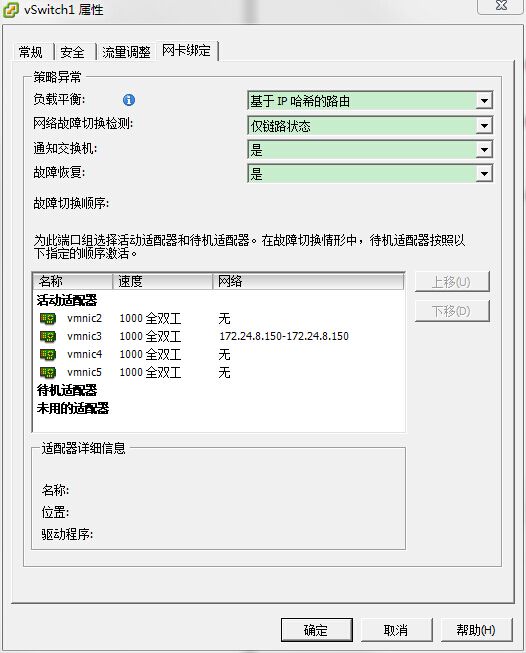 vSwitch1 属性
常规 安全 流量调整 网卡绑定
策略异常
负载平衡: 基于 IP 哈希的路由
网络故障切换检测: 仅链路状态
通知交换机: 是
故障恢复: 是
故障切换顺序:
为此端口组选择活动适配器和待机适配器。在故障切换情形中，待机适配器按照以
下指定的顺序激活。
名称 速度 网络
上移(U)
活动适配器
下移(D)
vmnic2 1000 全双工 无
vmnic3 1000 全双工 172.24.8.150-172.24.8.150
vmnic4 1000 全双工 无
vmnic5 1000 全双工 无
待机适配器
未用的适配器
适配器详细信息
名称:
位置:
驱动程序:
确定 取消 帮助(H)